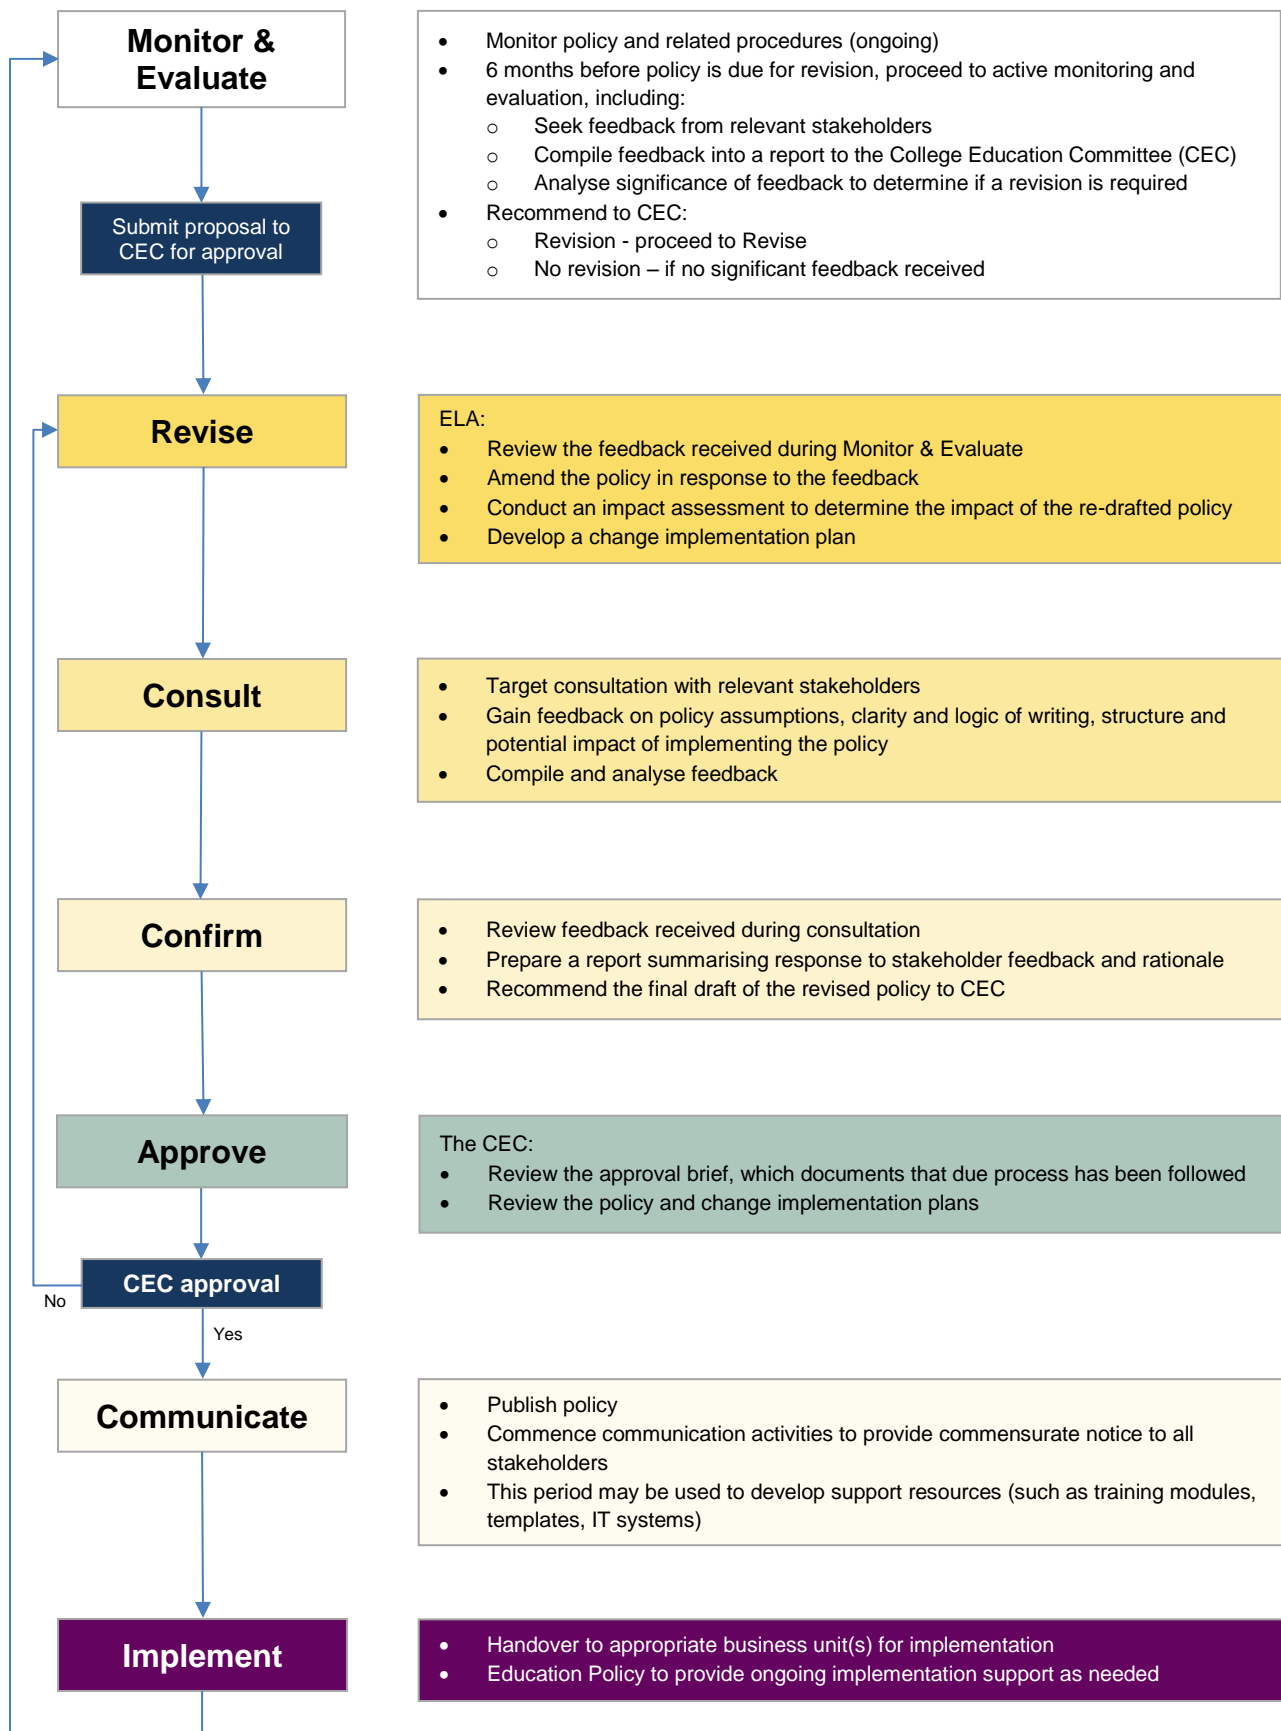 Monitor &
Evaluate
• Monitor policy and related procedures (ongoing)
• 6 months before policy is due for revision, proceed to active monitoring and
evaluation, including:
o Seek feedback from relevant stakeholders
o Compile feedback into a report to the College Education Committee (CEC)
o Analyse significance of feedback to determine if a revision is required
• Recommend to CEC:
o Revision - proceed to Revise
o No revision – if no significant feedback received
Submit proposal to
CEC for approval
Revise
ELA:
• Review the feedback received during Monitor & Evaluate
• Amend the policy in response to the feedback
• Conduct an impact assessment to determine the impact of the re-drafted policy
• Develop a change implementation plan
Consult
• Target consultation with relevant stakeholders
• Gain feedback on policy assumptions, clarity and logic of writing, structure and
potential impact of implementing the policy
• Compile and analyse feedback
Confirm
• Review feedback received during consultation
• Prepare a report summarising response to stakeholder feedback and rationale
• Recommend the final draft of the revised policy to CEC
Approve
The CEC:
• Review the approval brief, which documents that due process has been followed
• Review the policy and change implementation plans
CEC approval
No
Yes
Communicate
• Publish policy
• Commence communication activities to provide commensurate notice to all
stakeholders
• This period may be used to develop support resources (such as training modules,
templates, IT systems)
Implement
• Handover to appropriate business unit(s) for implementation
• Education Policy to provide ongoing implementation support as needed